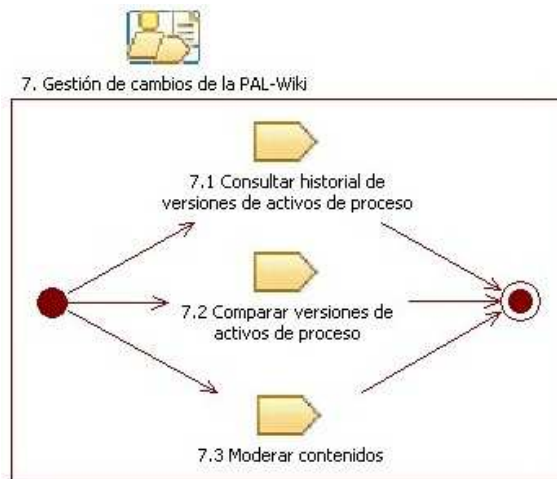 7. Gestión de cambios de la PAL-Wiki
7.1 Consultar historial de
versiones de activos de proceso
7.2 Comparar versiones de
activos de proceso
7.3 Moderar contenidos